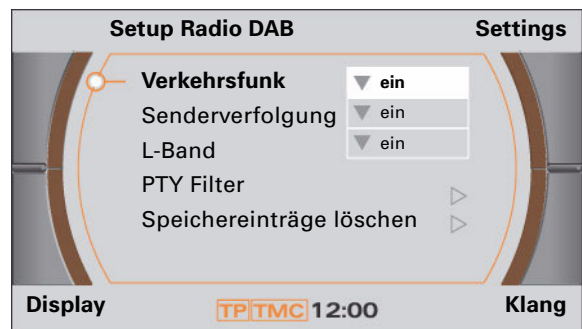 Setup Radio DAB Settings
Verkehrsfunk ein
Senderverfolgung ein
L-Band ein
PTY Filter
Speichereinträge löschen
Display TP TMC 12:00 Klang